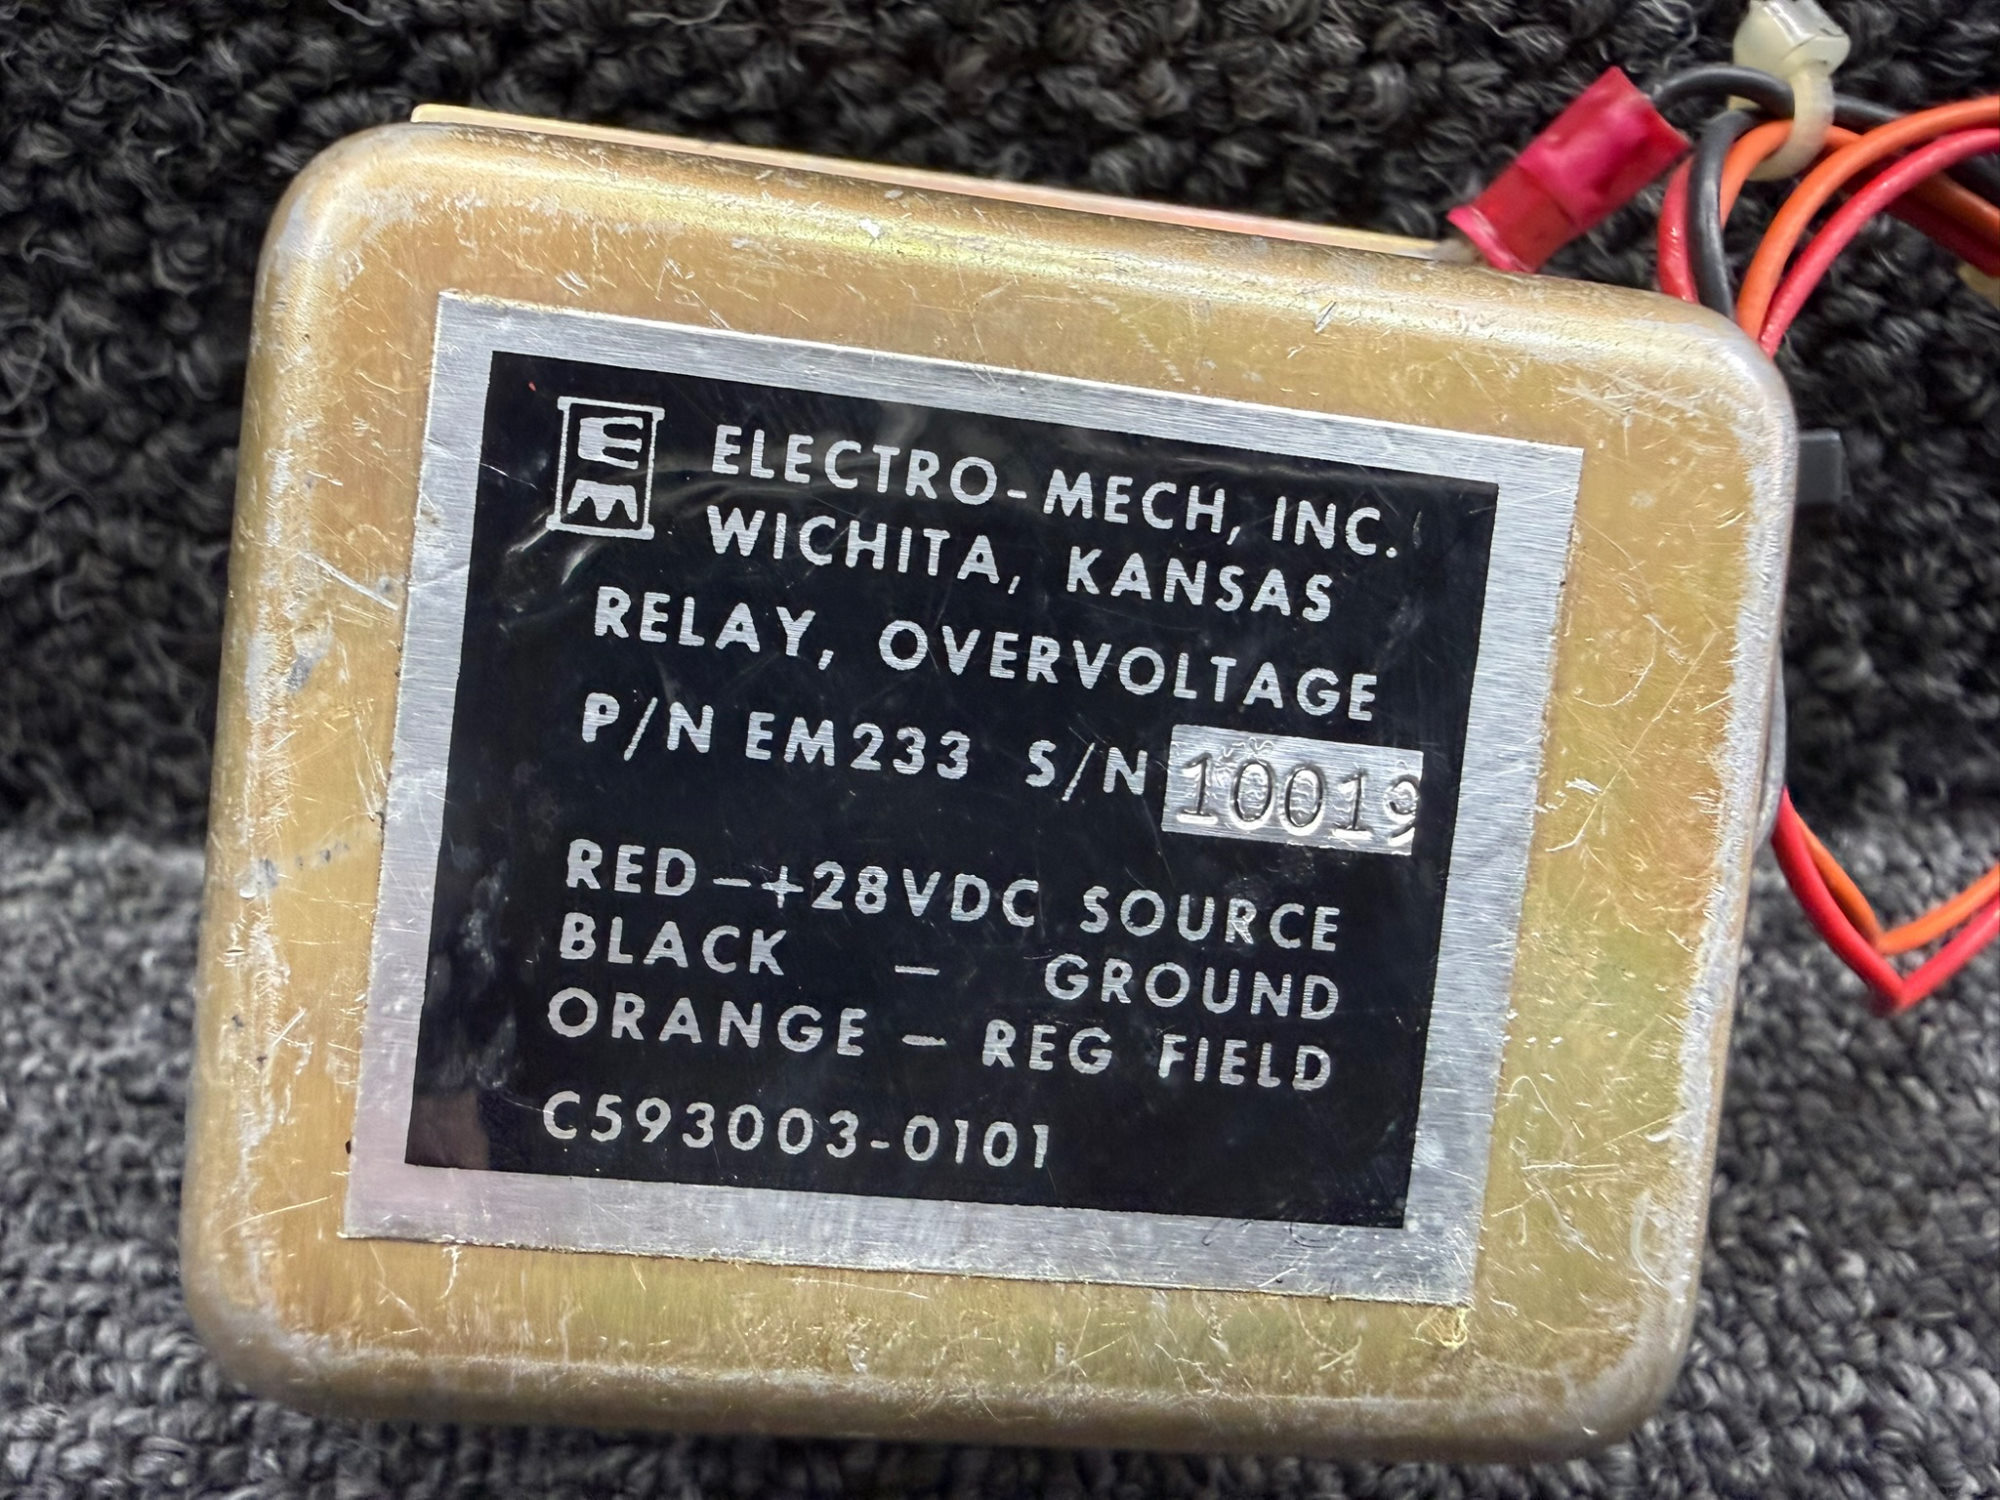 EM
ELECTRO-MECH, INC.
WICHITA, KANSAS
RELAY, OVERVOLTAGE
P/N EM233 S/N 10019
RED-+28VDC SOURCE
BLACK - GROUND
ORANGE - REG FIELD
C593003-0101